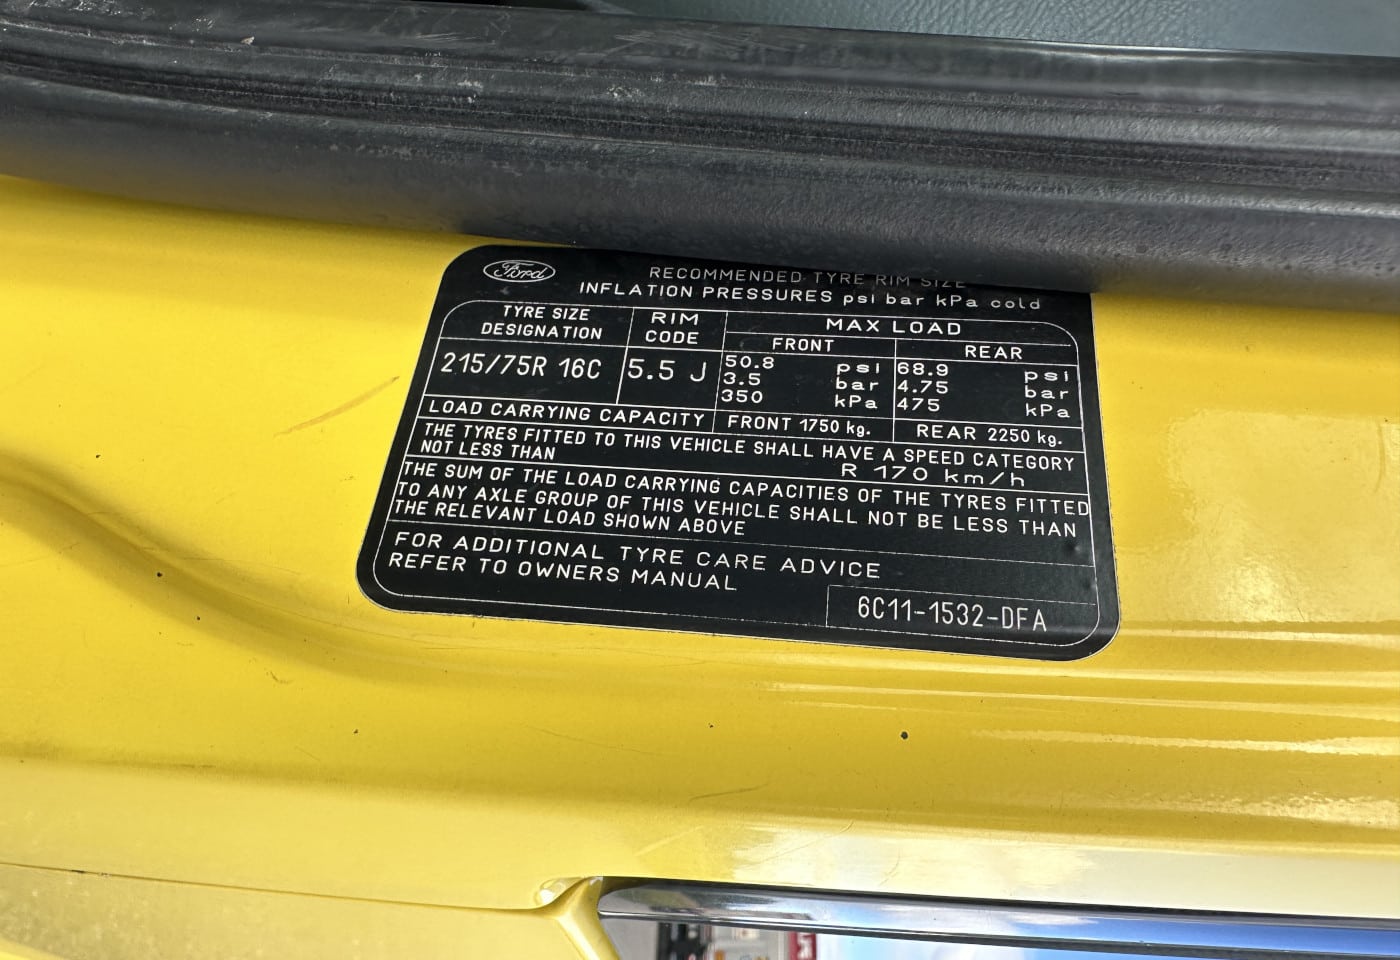 Ford
RECOMMENDED TYRE RIM SIZE
INFLATION PRESSURES psi bar kPa cold
TYRE SIZE DESIGNATION
RIM CODE
MAX LOAD
FRONT
REAR
215/75R 16C
5.5 J
50.8 psi
3.5 bar
350 kPa
68.9 psi
4.75 bar
475 kPa
LOAD CARRYING CAPACITY FRONT 1750 kg. REAR 2250 kg.
THE TYRES FITTED TO THIS VEHICLE SHALL HAVE A SPEED CATEGORY
NOT LESS THAN R 170 km/h
THE SUM OF THE LOAD CARRYING CAPACITIES OF THE TYRES FITTED
TO ANY AXLE GROUP OF THIS VEHICLE SHALL NOT BE LESS THAN
THE RELEVANT LOAD SHOWN ABOVE
FOR ADDITIONAL TYRE CARE ADVICE
REFER TO OWNERS MANUAL
6C11-1532-DFA